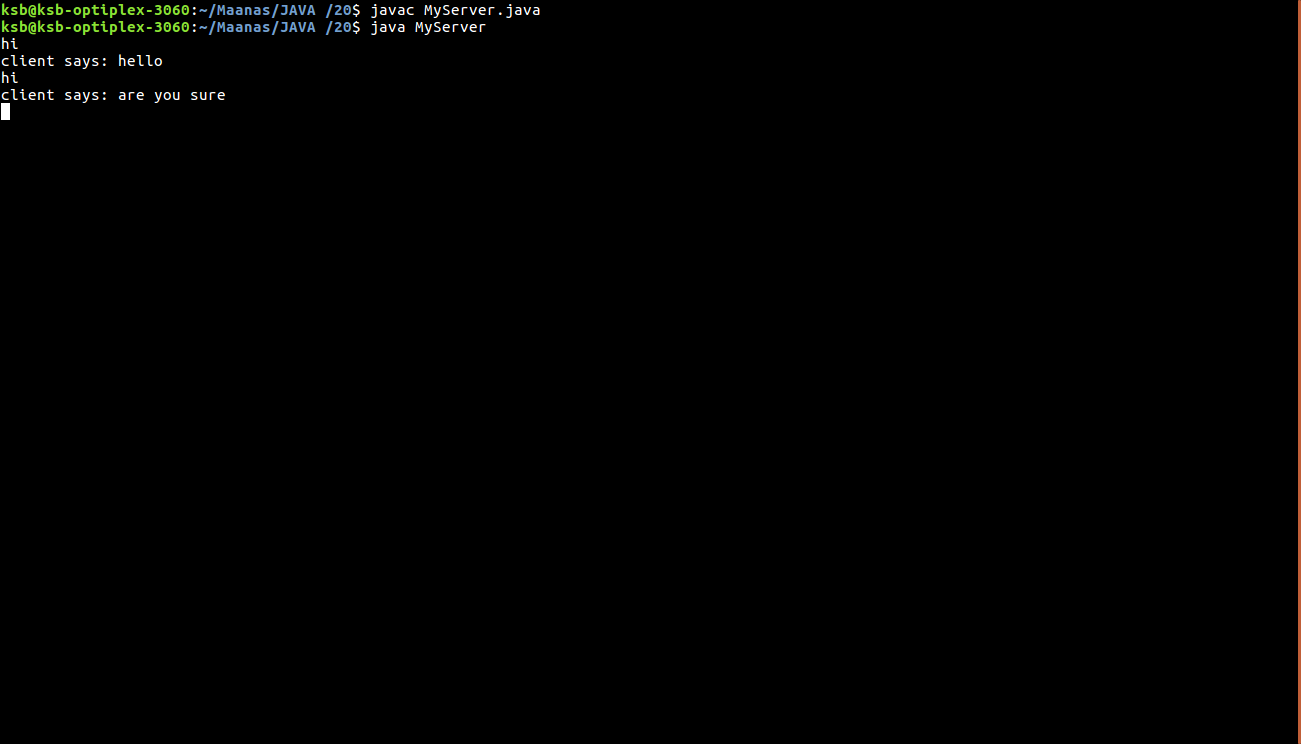 ksb@ksb-optiplex-3060:~/Maanas/JAVA /20$ javac MyServer.java
ksb@ksb-optiplex-3060:~/Maanas/JAVA /20$ java MyServer
hi
client says: hello
hi
client says: are you sure